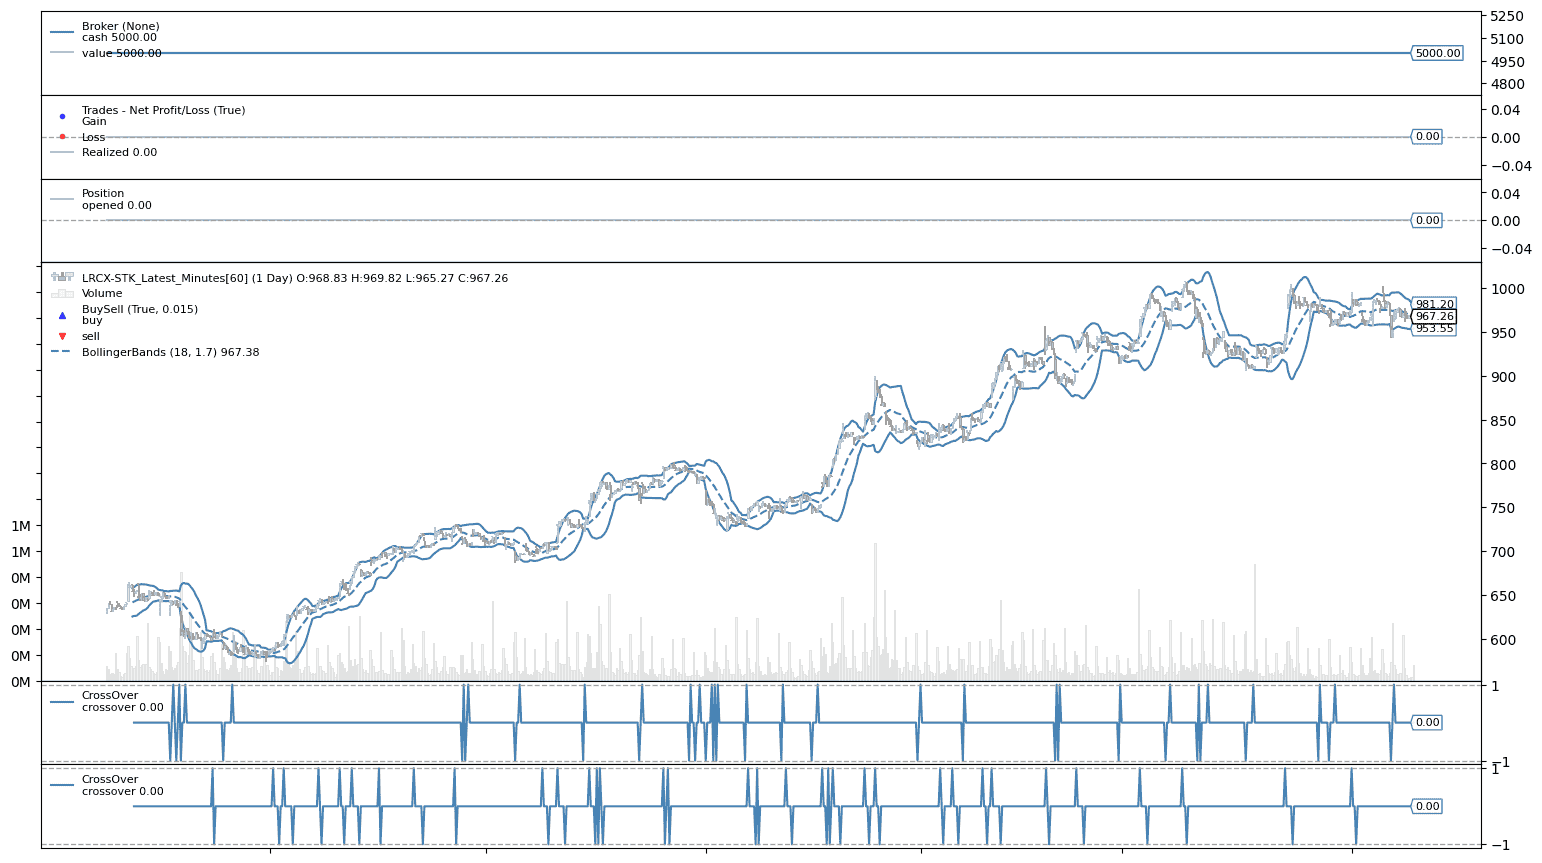 Broker (None)
cash 5000.00
value 5000.00
5250
5100
4950
4800
5000.00
Trades - Net Profit/Loss (True)
Gain
Loss
Realized 0.00
0.04
0.00
−0.04
0.00
Position
opened 0.00
0.04
0.00
−0.04
0.00
LRCX-STK_Latest_Minutes[60] (1 Day) O:968.83 H:969.82 L:965.27 C:967.26
Volume
BuySell (True, 0.015)
buy
sell
BollingerBands (18, 1.7) 967.38
1000
950
900
850
800
750
700
650
600
981.20
967.26
953.55
1M
1M
0M
0M
0M
0M
0M
CrossOver
crossover 0.00
1
−1
0.00
CrossOver
crossover 0.00
1
−1
0.00